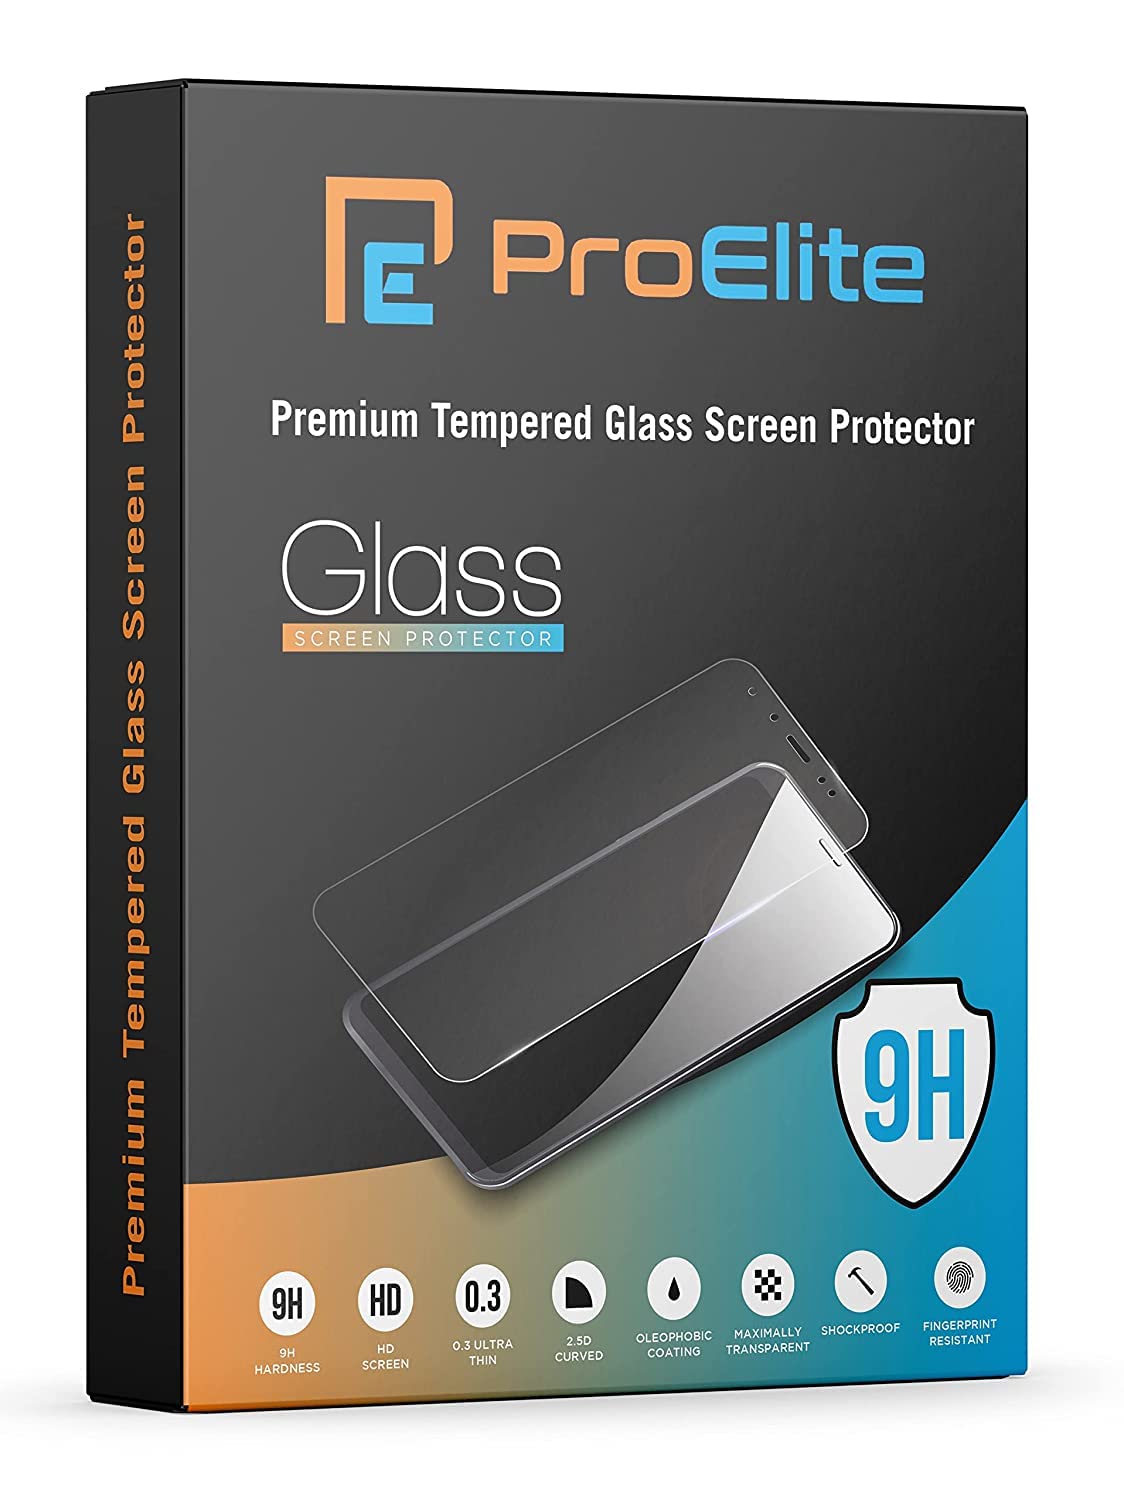 PE ProElite
Premium Tempered Glass Screen Protector
Glass
SCREEN PROTECTOR
9H
9H
9H
HARDNESS
HD
HD
SCREEN
0.3
0.3 ULTRA
THIN
2.5D
CURVED
OLEOPHOBIC
COATING
MAXIMALLY
TRANSPARENT
SHOCKPROOF
FINGERPRINT
RESISTANT
Premium Tempered Glass Screen Protector